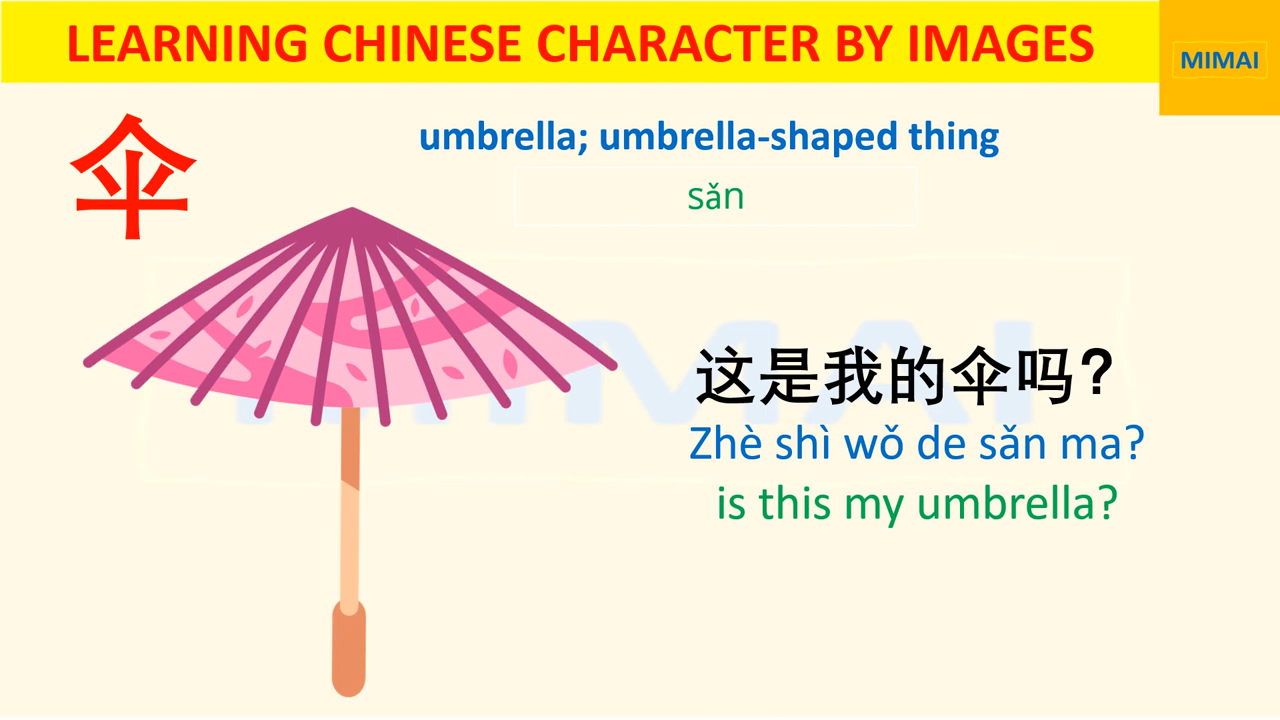 LEARNING CHINESE CHARACTER BY IMAGES
MIMAI
伞
umbrella; umbrella-shaped thing
sǎn
MIMAI
这是我的伞吗?
Zhè shì wǒ de sǎn ma?
is this my umbrella?